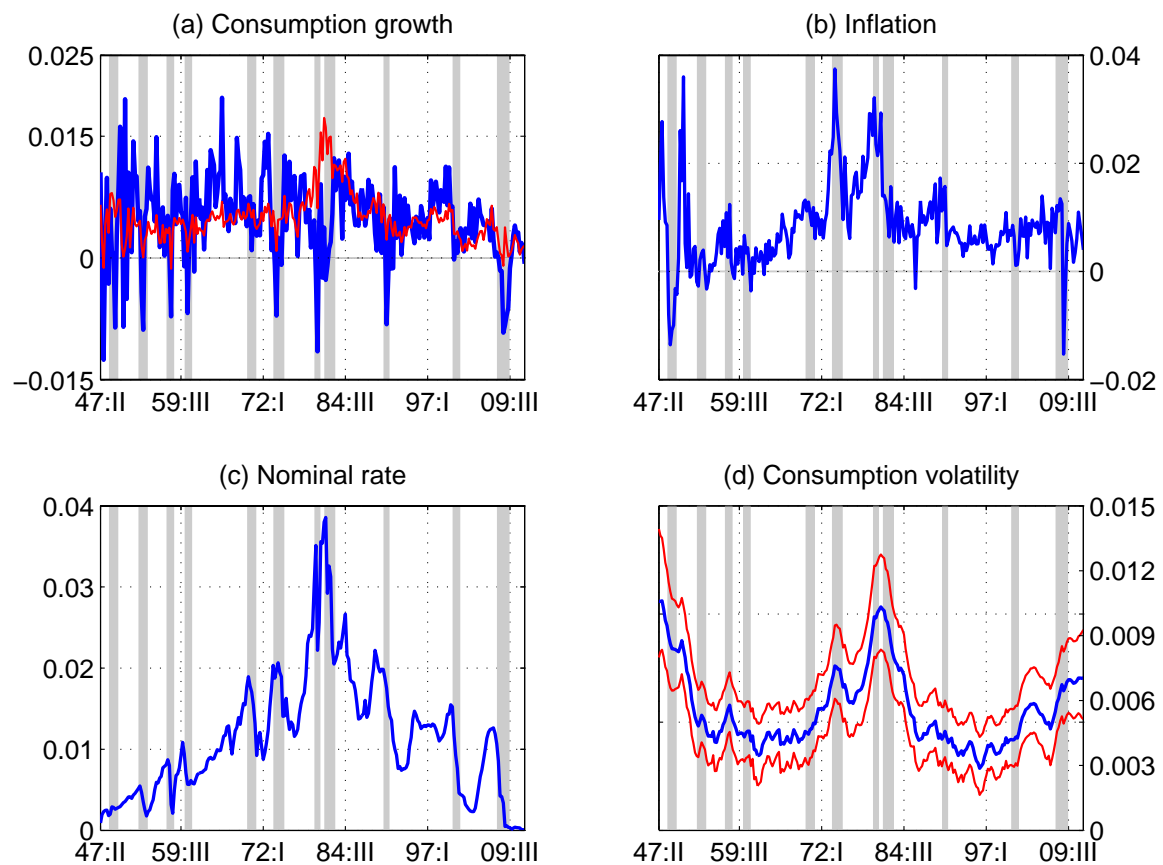 (a) Consumption growth
0.025
0.015
0
−0.015
47:II 59:III 72:I 84:III 97:I 09:III
(b) Inflation
0.04
0.02
0
−0.02
47:II 59:III 72:I 84:III 97:I 09:III
(c) Nominal rate
0.04
0.03
0.02
0.01
0
47:II 59:III 72:I 84:III 97:I 09:III
(d) Consumption volatility
0.015
0.012
0.009
0.006
0.003
0
47:II 59:III 72:I 84:III 97:I 09:III